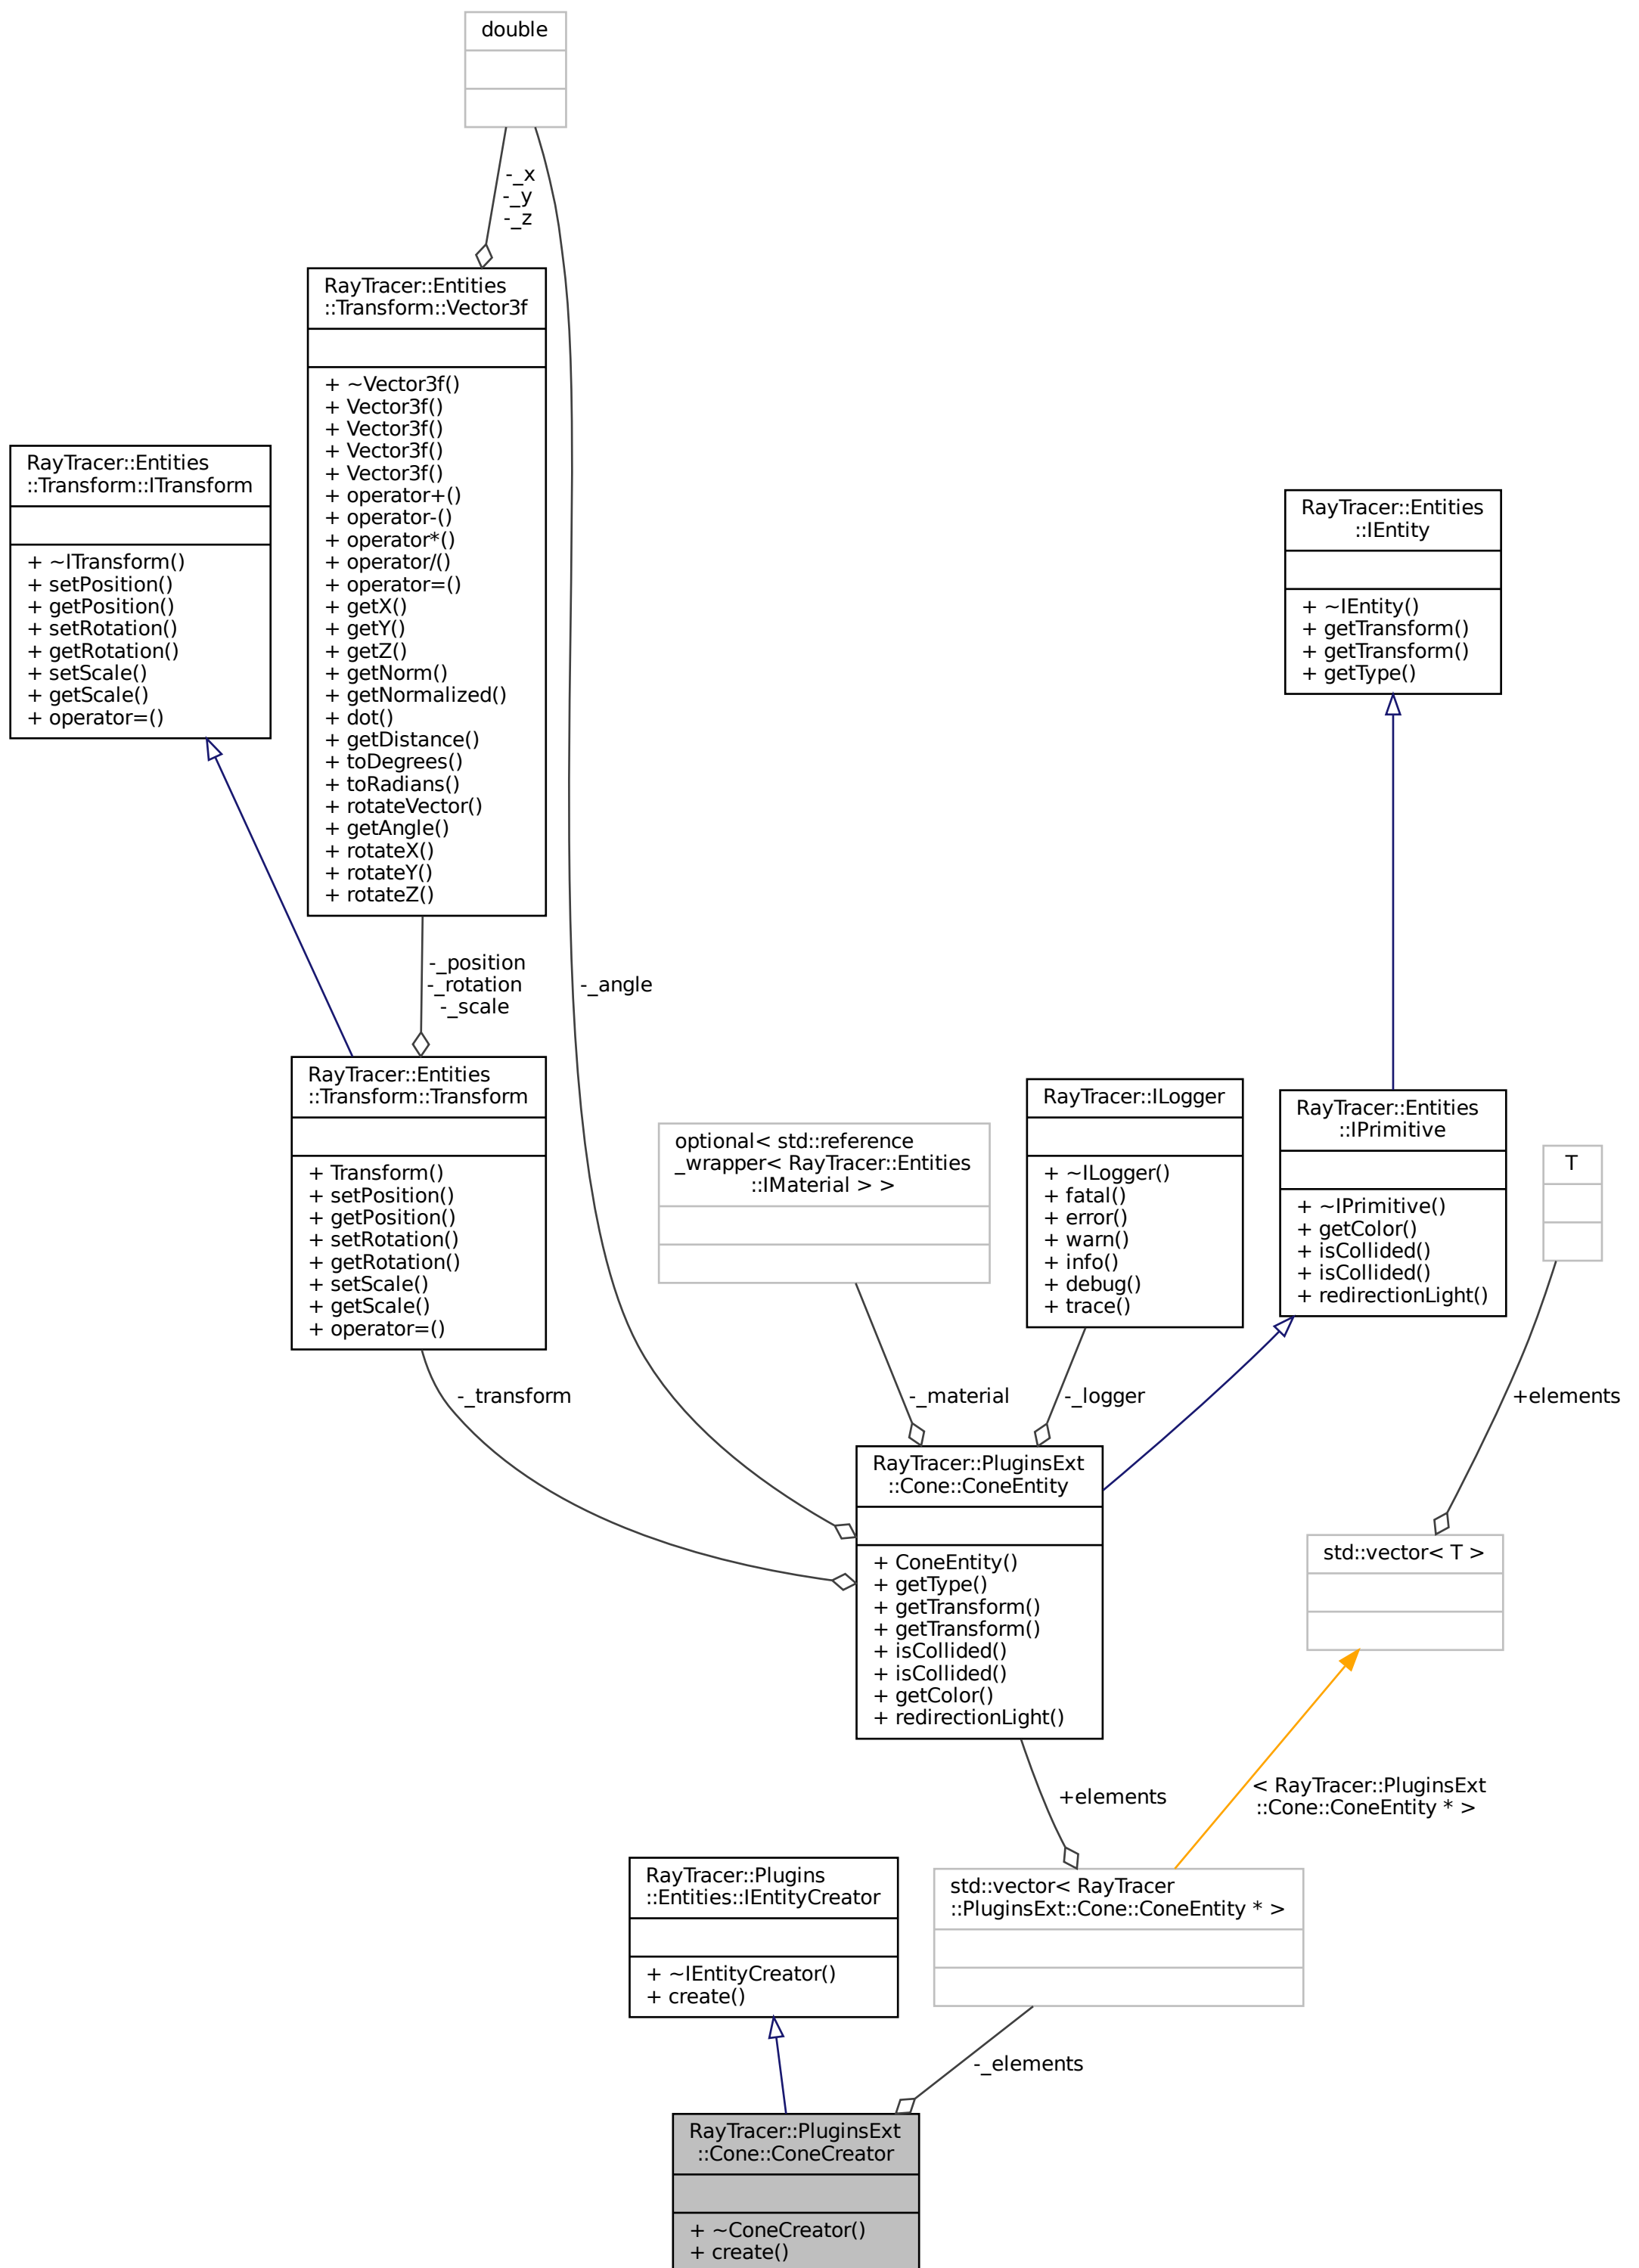 double
-_x
-_y
-_z
RayTracer::Entities
::Transform::Vector3f
+ ~Vector3f()
+ Vector3f()
+ Vector3f()
+ Vector3f()
+ Vector3f()
+ operator+()
+ operator-()
+ operator*()
+ operator/()
+ operator=()
+ getX()
+ getY()
+ getZ()
+ getNorm()
+ getNormalized()
+ dot()
+ getDistance()
+ toDegrees()
+ toRadians()
+ rotateVector()
+ getAngle()
+ rotateX()
+ rotateY()
+ rotateZ()
RayTracer::Entities
::Transform::ITransform
+ ~ITransform()
+ setPosition()
+ getPosition()
+ setRotation()
+ getRotation()
+ setScale()
+ getScale()
+ operator=()
RayTracer::Entities
::IEntity
+ ~IEntity()
+ getTransform()
+ getTransform()
+ getType()
-_position
-_rotation
-_scale
-_angle
RayTracer::Entities
::Transform::Transform
+ Transform()
+ setPosition()
+ getPosition()
+ setRotation()
+ getRotation()
+ setScale()
+ getScale()
+ operator=()
optional< std::reference
_wrapper< RayTracer::Entities
::IMaterial > >
RayTracer::ILogger
+ ~ILogger()
+ fatal()
+ error()
+ warn()
+ info()
+ debug()
+ trace()
RayTracer::Entities
::IPrimitive
+ ~IPrimitive()
+ getColor()
+ isCollided()
+ isCollided()
+ redirectionLight()
T
-_transform
-_material
-_logger
+elements
RayTracer::PluginsExt
::Cone::ConeEntity
+ ConeEntity()
+ getType()
+ getTransform()
+ getTransform()
+ isCollided()
+ isCollided()
+ getColor()
+ redirectionLight()
std::vector< T >
+elements
< RayTracer::PluginsExt
::Cone::ConeEntity * >
RayTracer::Plugins
::Entities::IEntityCreator
+ ~IEntityCreator()
+ create()
std::vector< RayTracer
::PluginsExt::Cone::ConeEntity * >
-_elements
RayTracer::PluginsExt
::Cone::ConeCreator
+ ~ConeCreator()
+ create()